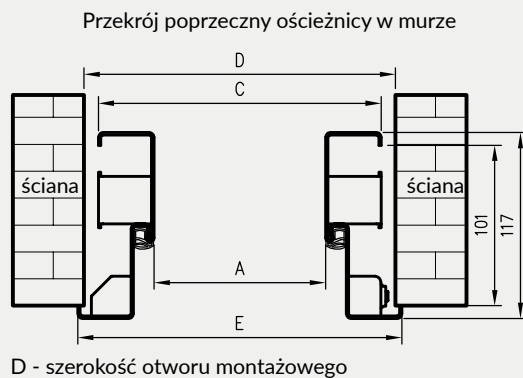 Przekrój poprzeczny ościeżnicy w murze
D
C
ściana
ściana
101
117
A
E
D - szerokość otworu montażowego